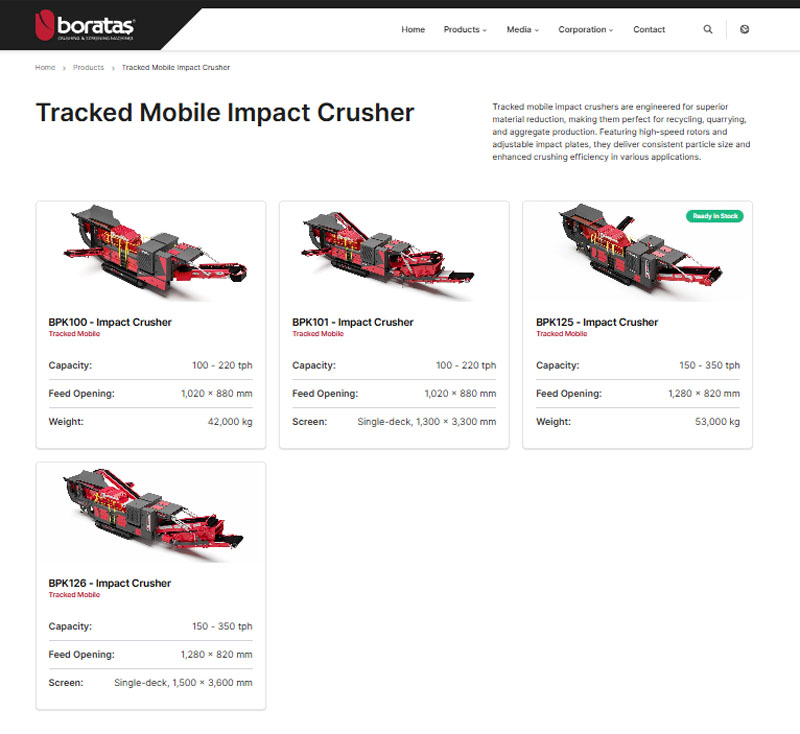 borataş
CRUSHING & SCREENING MACHINES
Home Products Media Corporation Contact
Home > Products > Tracked Mobile Impact Crusher
Tracked Mobile Impact Crusher
Tracked mobile impact crushers are engineered for superior
material reduction, making them perfect for recycling, quarrying,
and aggregate production. Featuring high-speed rotors and
adjustable impact plates, they deliver consistent particle size and
enhanced crushing efficiency in various applications.
BPK100 - Impact Crusher
Tracked Mobile
Capacity: 100 - 220 tph
Feed Opening: 1,020 × 880 mm
Weight: 42,000 kg
BPK101 - Impact Crusher
Tracked Mobile
Capacity: 100 - 220 tph
Feed Opening: 1,020 × 880 mm
Screen: Single-deck, 1,300 × 3,300 mm
Ready In Stock
BPK125 - Impact Crusher
Tracked Mobile
Capacity: 150 - 350 tph
Feed Opening: 1,280 × 820 mm
Weight: 53,000 kg
BPK126 - Impact Crusher
Tracked Mobile
Capacity: 150 - 350 tph
Feed Opening: 1,280 × 820 mm
Screen: Single-deck, 1,500 × 3,600 mm